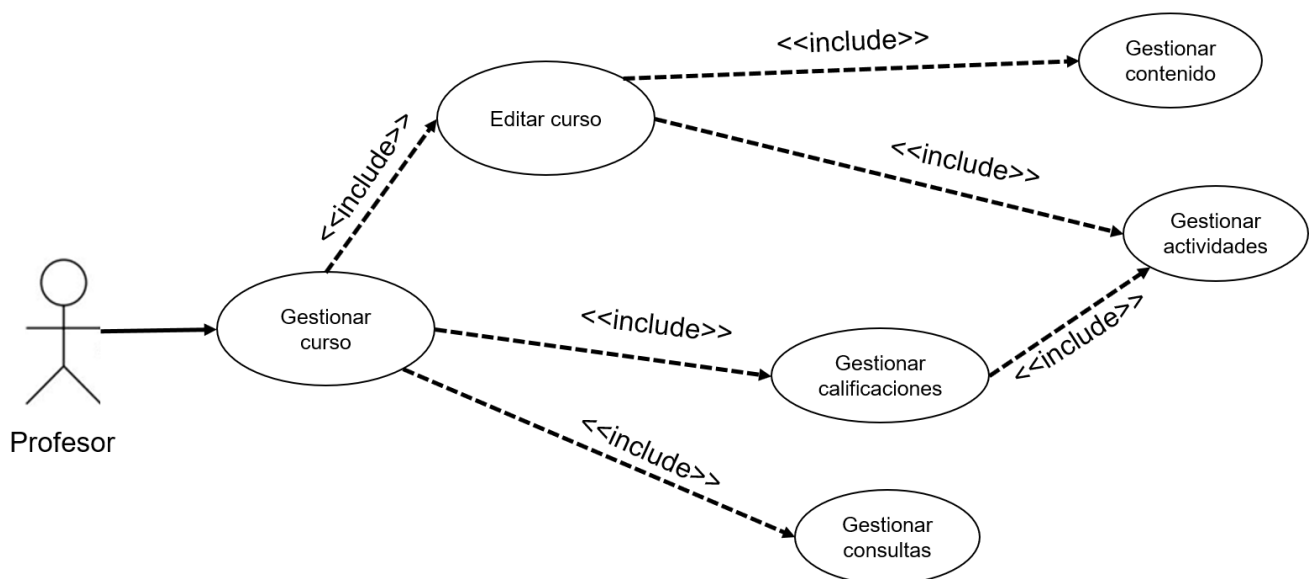 <<include>>
Gestionar
contenido
Editar curso
<<include>>
<<include>>
Gestionar
actividades
Gestionar
curso
<<include>>
Gestionar
calificaciones
<<include>>
Profesor
<<include>>
Gestionar
consultas